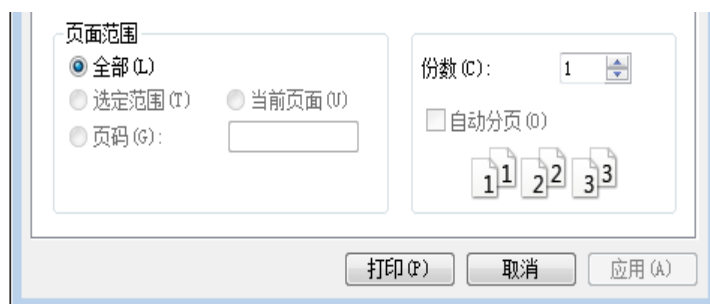 页面范围
全部(L)
选定范围(T) 当前页面(U)
页码(G):
份数(C): 1
自动分页(O)
1 1 2 2 3 3
打印(P) 取消 应用(A)